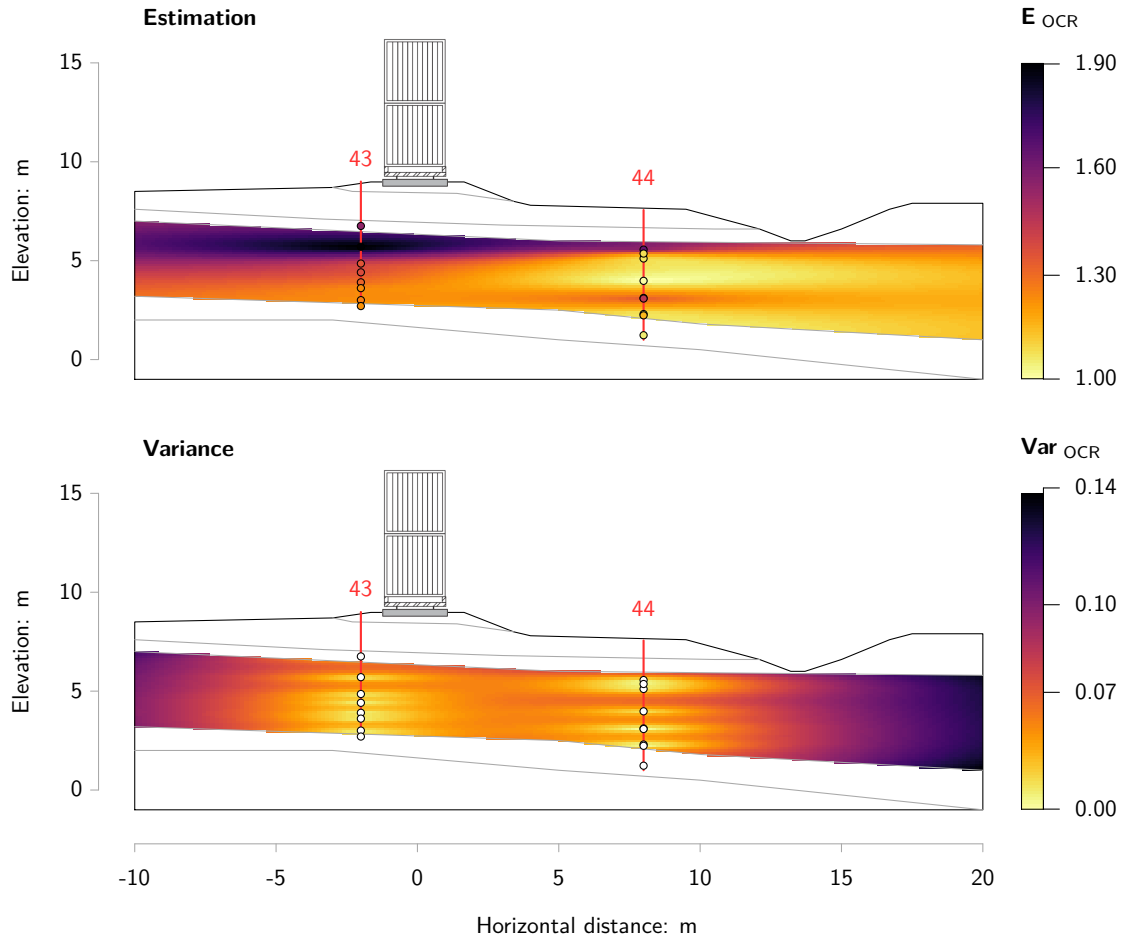 Estimation
E OCR
15
10
5
0
Elevation: m
43
44
1.90
1.60
1.30
1.00
Variance
Var OCR
15
10
5
0
Elevation: m
43
44
0.14
0.10
0.07
0.00
-10 -5 0 5 10 15 20
Horizontal distance: m